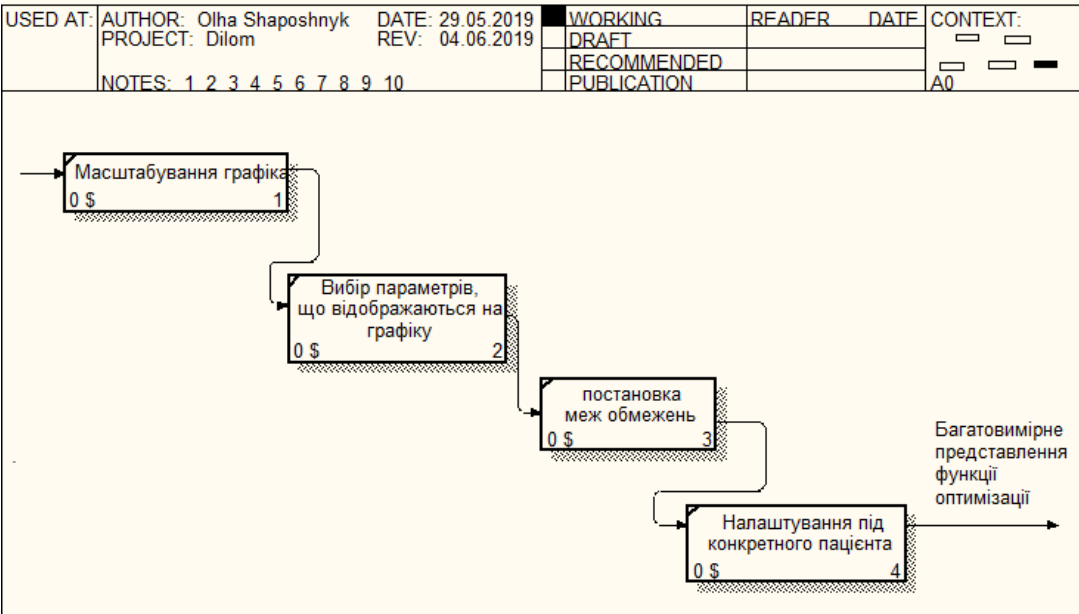 USED AT: AUTHOR: Olha Shaposhnyk DATE: 29.05.2019 WORKING READER DATE CONTEXT:
PROJECT: Dilom REV: 04.06.2019 DRAFT
RECOMMENDED
NOTES: 1 2 3 4 5 6 7 8 9 10 PUBLICATION A0
Масштабування графіка
0 $ 1
Вибір параметрів,
що відображаються на
графіку
0 $ 2
постановка
меж обмежень
0 $ 3
Багатовимірне
представлення
функції
оптимізації
Налаштування під
конкретного пацієнта
0 $ 4